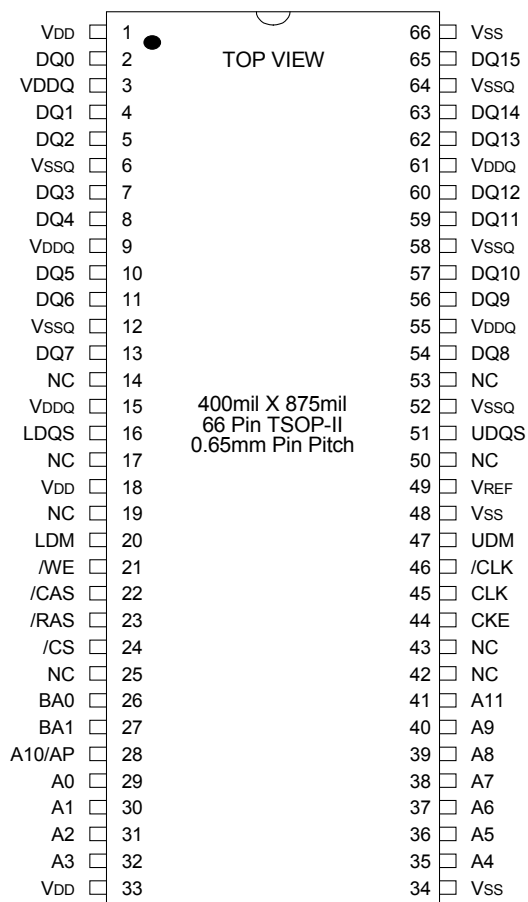 VDD 1 66 VSS
DQ0 2 TOP VIEW 65 DQ15
VDDQ 3 64 VSSQ
DQ1 4 63 DQ14
DQ2 5 62 DQ13
VSSQ 6 61 VDDQ
DQ3 7 60 DQ12
DQ4 8 59 DQ11
VDDQ 9 58 VSSQ
DQ5 10 57 DQ10
DQ6 11 56 DQ9
VSSQ 12 55 VDDQ
DQ7 13 54 DQ8
NC 14 53 NC
VDDQ 15 400mil X 875mil 52 VSSQ
LDQS 16 66 Pin TSOP-II 51 UDQS
NC 17 0.65mm Pin Pitch 50 NC
VDD 18 49 VREF
NC 19 48 VSS
LDM 20 47 UDM
/WE 21 46 /CLK
/CAS 22 45 CLK
/RAS 23 44 CKE
/CS 24 43 NC
NC 25 42 NC
BA0 26 41 A11
BA1 27 40 A9
A10/AP 28 39 A8
A0 29 38 A7
A1 30 37 A6
A2 31 36 A5
A3 32 35 A4
VDD 33 34 VSS